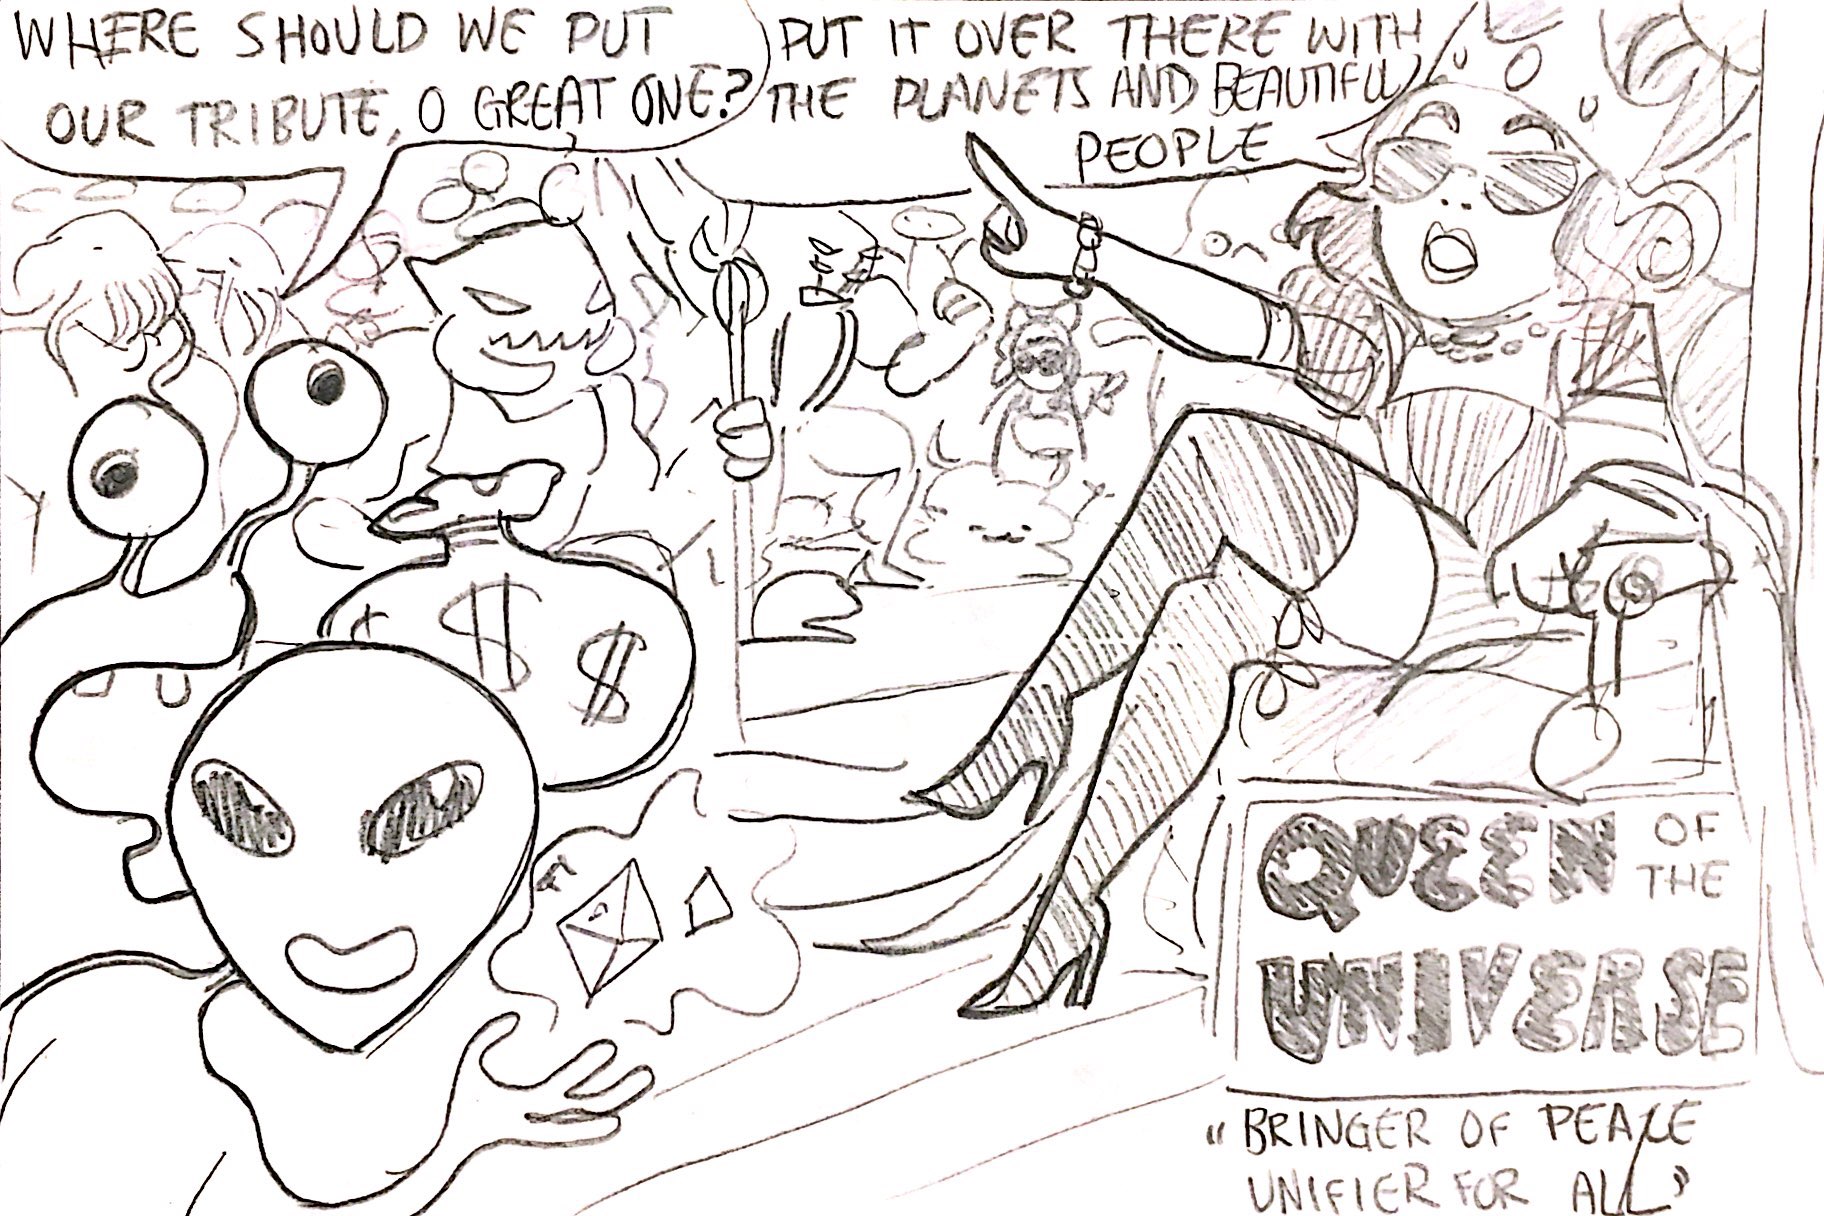 WHERE SHOULD WE PUT
OUR TRIBUTE, O GREAT ONE?
PUT IT OVER THERE WITH
THE PLANETS AND BEAUTIFUL
PEOPLE
$
$
QUEEN OF
THE
UNIVERSE
"BRINGER OF PEACE
UNIFIER FOR ALL"